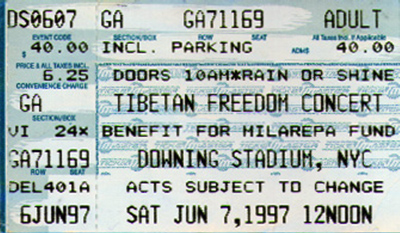 DS0607 GA GA71169 ADULT
EVENT CODE SECTION/BOX ROW SEAT All Taxes Incl. If Applicable
$ 40.00 INCL. PARKING ADMS 40.00
PRICE & ALL TAXES INCL.
6.25 DOORS 10AM*RAIN OR SHINE
CONVENIENCE CHARGE
GA TIBETAN FREEDOM CONCERT
SECTION/BOX
VI 24x BENEFIT FOR HILAREPA FUND
ROW SEAT
GA71169 DOWNING STADIUM, NYC
DEL401A ACTS SUBJECT TO CHANGE
6JUN97 SAT JUN 7,1997 12NOON